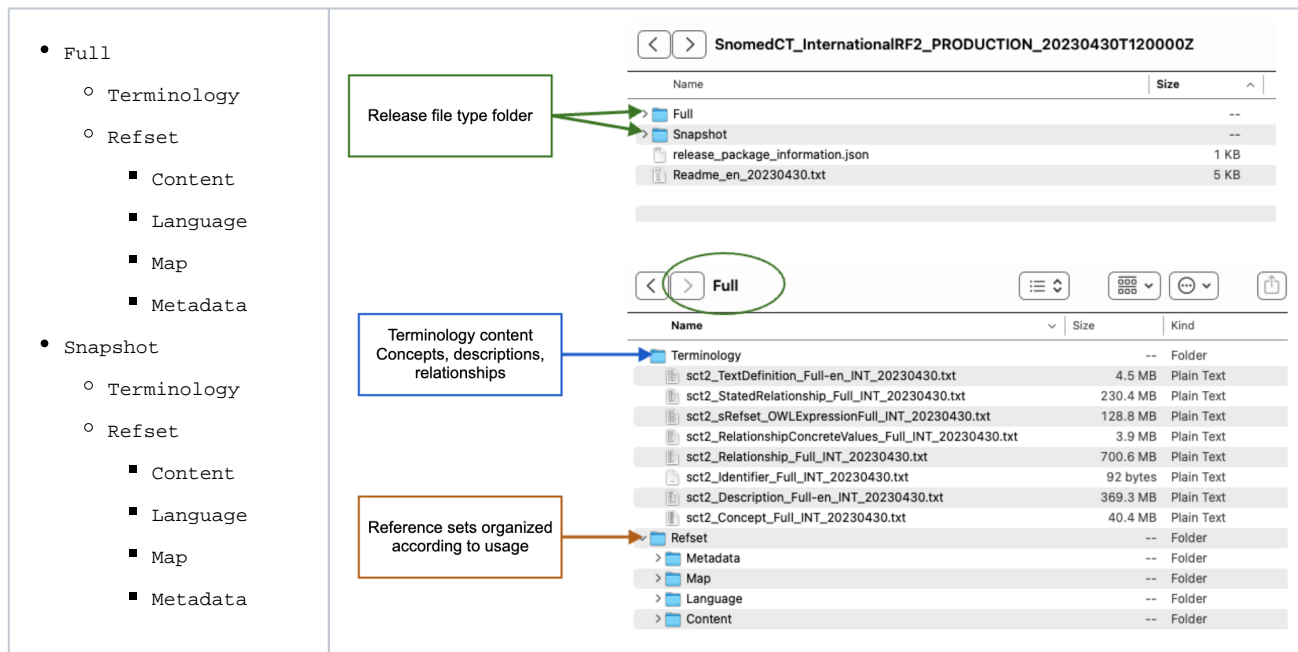 Full
Terminology
Refset
Content
Language
Map
Metadata
Snapshot
Terminology
Refset
Content
Language
Map
Metadata
SnomedCT_InternationalRF2_PRODUCTION_20230430T120000Z
Name Size
Release file type folder
Full --
Snapshot --
release_package_information.json 1 KB
Readme_en_20230430.txt 5 KB
Full
Name Size Kind
Terminology content
Concepts, descriptions,
relationships
Terminology -- Folder
sct2_TextDefinition_Full-en_INT_20230430.txt 4.5 MB Plain Text
sct2_StatedRelationship_Full_INT_20230430.txt 230.4 MB Plain Text
sct2_sRefset_OWLExpressionFull_INT_20230430.txt 128.8 MB Plain Text
sct2_RelationshipConcreteValues_Full_INT_20230430.txt 3.9 MB Plain Text
sct2_Relationship_Full_INT_20230430.txt 700.6 MB Plain Text
sct2_Identifier_Full_INT_20230430.txt 92 bytes Plain Text
sct2_Description_Full-en_INT_20230430.txt 369.3 MB Plain Text
sct2_Concept_Full_INT_20230430.txt 40.4 MB Plain Text
Reference sets organized
according to usage
Refset -- Folder
Metadata -- Folder
Map -- Folder
Language -- Folder
Content -- Folder